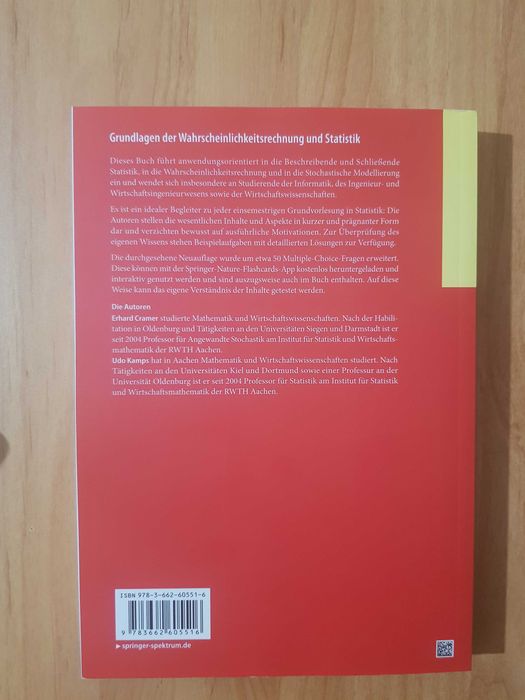 Grundlagen der Wahrscheinlichkeitsrechnung und Statistik
Dieses Buch führt anwendungsorientiert in die Beschreibende und Schließende
Statistik, in die Wahrscheinlichkeitsrechnung und in die Stochastische Modellierung
ein und wendet sich insbesondere an Studierende der Informatik, des Ingenieur- und
Wirtschaftsingenieurwesens sowie der Wirtschaftswissenschaften.
Es ist ein idealer Begleiter zu jeder einsemestrigen Grundvorlesung in Statistik: Die
Autoren stellen die wesentlichen Inhalte und Aspekte in kurzer und prägnanter Form
dar und verzichten bewusst auf ausführliche Motivationen. Zur Überprüfung des
eigenen Wissens stehen Beispielaufgaben mit detaillierten Lösungen zur Verfügung.
Die durchgesehene Neuauflage wurde um etwa 50 Multiple-Choice-Fragen erweitert.
Diese können mit der Springer-Nature-Flashcards-App kostenlos heruntergeladen und
interaktiv genutzt werden und sind auszugsweise auch im Buch enthalten. Auf diese
Weise kann das eigene Verständnis der Inhalte getestet werden.
Die Autoren
Erhard Cramer studierte Mathematik und Wirtschaftswissenschaften. Nach der Habili-
tation in Oldenburg und Tätigkeiten an den Universitäten Siegen und Darmstadt ist er
seit 2004 Professor für Angewandte Stochastik am Institut für Statistik und Wirtschafts-
mathematik der RWTH Aachen.
Udo Kamps hat in Aachen Mathematik und Wirtschaftswissenschaften studiert. Nach
Tätigkeiten an den Universitäten Kiel und Dortmund sowie einer Professur an der
Universität Oldenburg ist er seit 2004 Professor für Statistik am Institut für Statistik
und Wirtschaftsmathematik der RWTH Aachen.
ISBN 978-3-662-60551-6
9 783662 605516
springer-spektrum.de